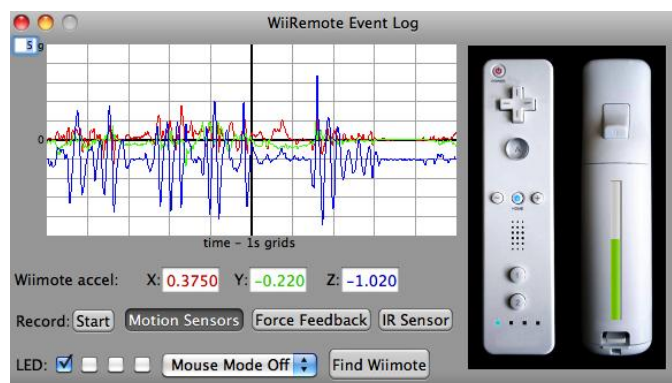 WiiRemote Event Log
5 g
0
time - 1s grids
Wiimote accel: X: 0.3750 Y: -0.220 Z: -1.020
Record: Start Motion Sensors Force Feedback IR Sensor
LED: Mouse Mode Off Find Wiimote
A
HOME